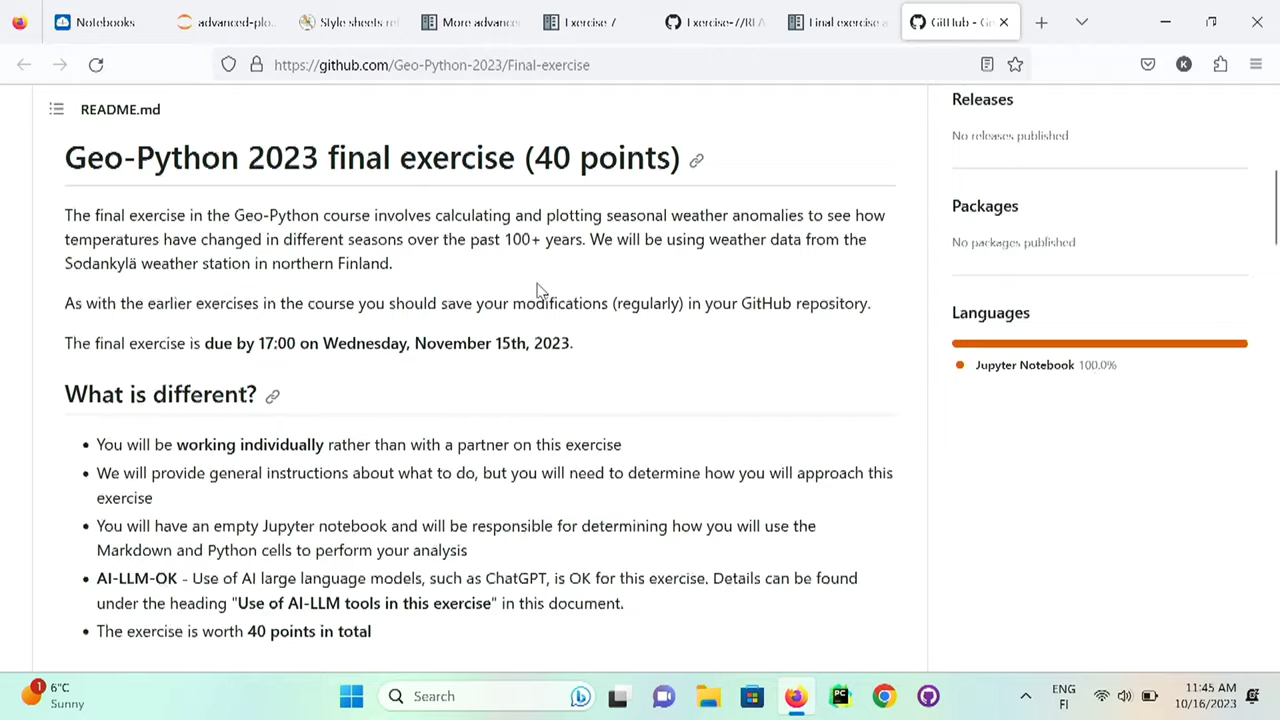 Notebooks
advanced-plo
Style sheets re
More advance
Exercise 7
Final exercise a
GitHub - Ge
https://github.com/Geo-Python-2023/Final-exercise
K
README.md
Geo-Python 2023 final exercise (40 points)
The final exercise in the Geo-Python course involves calculating and plotting seasonal weather anomalies to see how
temperatures have changed in different seasons over the past 100+ years. We will be using weather data from the
Sodankylä weather station in northern Finland.
As with the earlier exercises in the course you should save your modifications (regularly) in your GitHub repository.
The final exercise is due by 17:00 on Wednesday, November 15th, 2023.
What is different?
• You will be working individually rather than with a partner on this exercise
• We will provide general instructions about what to do, but you will need to determine how you will approach this
exercise
• You will have an empty Jupyter notebook and will be responsible for determining how you will use the
Markdown and Python cells to perform your analysis
• AI-LLM-OK - Use of AI large language models, such as ChatGPT, is OK for this exercise. Details can be found
under the heading "Use of AI-LLM tools in this exercise" in this document.
• The exercise is worth 40 points in total
Releases
No releases published
Packages
No packages published
Languages
Jupyter Notebook 100.0%
1
6°C
Sunny
Search
PC
ENG
FI
11:45 AM
10/16/2023